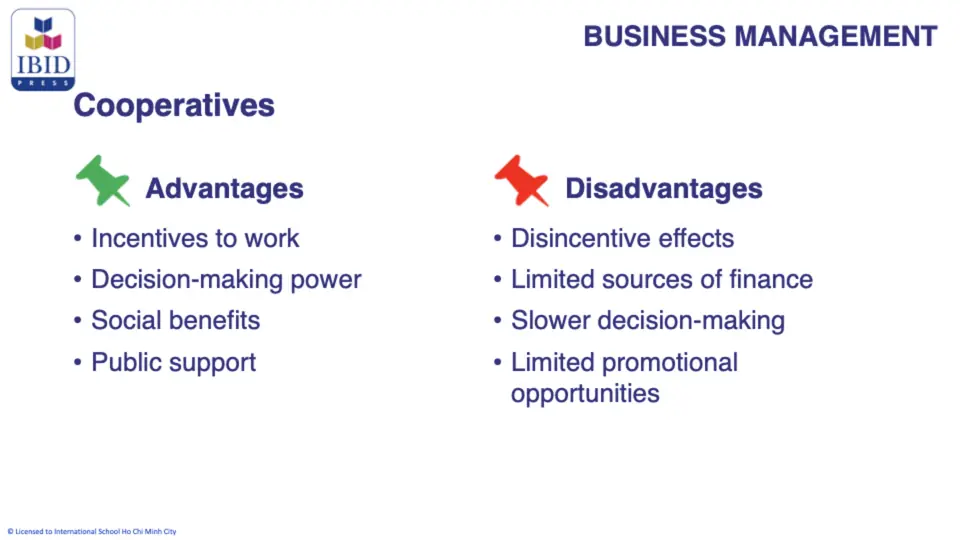 IBID
PRESS
BUSINESS MANAGEMENT
Cooperatives
Advantages
• Incentives to work
• Decision-making power
• Social benefits
• Public support
Disadvantages
• Disincentive effects
• Limited sources of finance
• Slower decision-making
• Limited promotional
opportunities
© Licensed to International School Ho Chi Minh City